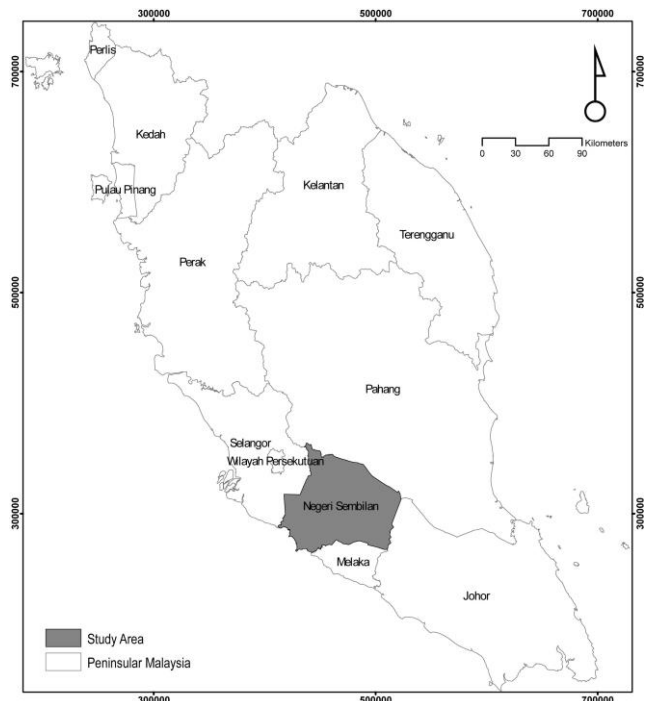 300000 500000 700000
700000 700000
Perlis
Kedah
Kilometers
0 30 60 90
Pulau Pinang
Kelantan
Terengganu
Perak
500000 500000
Pahang
Selangor
Wilayah Persekutuan
Negeri Sembilan
300000 300000
Melaka
Johor
Study Area
Peninsular Malaysia
300000 500000 700000